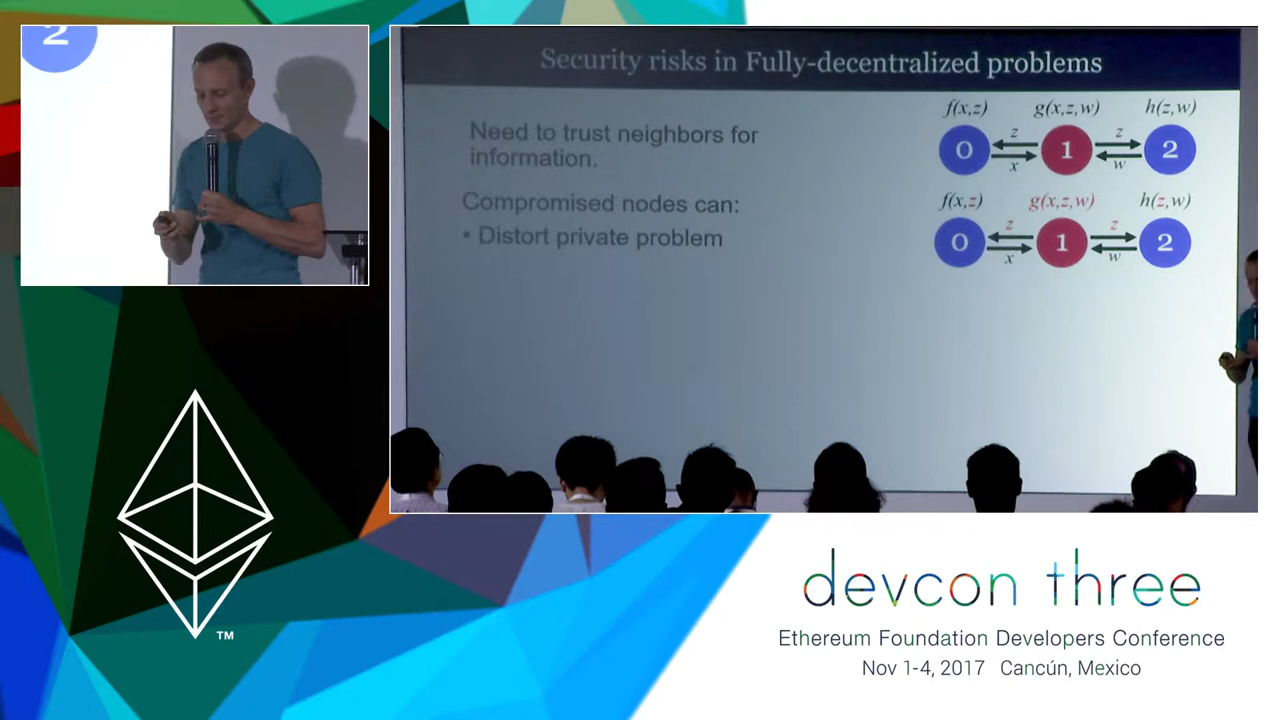 2
Security risks in Fully-decentralized problems
Need to trust neighbors for
information.
Compromised nodes can:
▪ Distort private problem
f(x,z) g(x,z,w) h(z,w)
z z
0 1 2
x w
f(x,z) g(x,z,w) h(z,w)
z z
0 1 2
x w
TM
devcon three
Ethereum Foundation Developers Conference
Nov 1-4, 2017 Cancún, Mexico